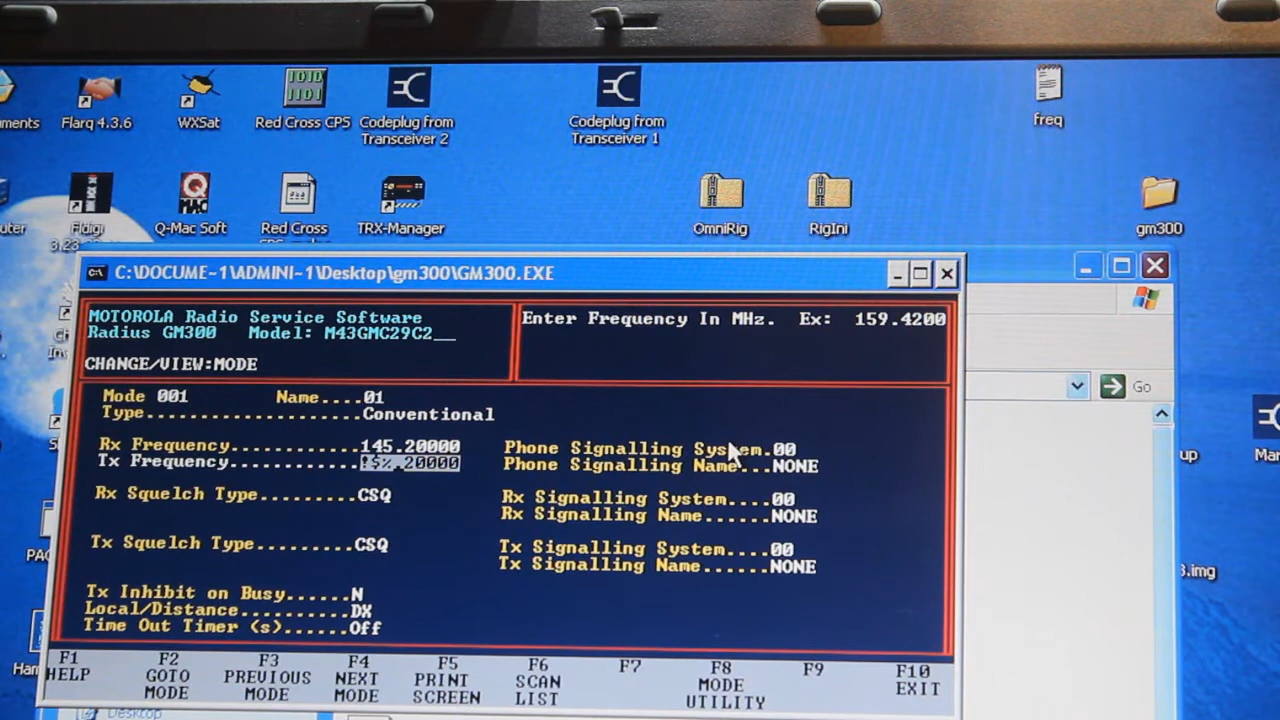 ments
Flarq 4.3.6
WXSat
Red Cross CPS
Codeplug from
Transceiver 2
Codeplug from
Transceiver 1
freq
uter
Fldigi
Q-Mac Soft
Red Cross
TRX-Manager
OmniRig
RigIni
gm300
C:\DOCUME~1\ADMINI~1\Desktop\gm300\GM300.EXE
MOTOROLA Radio Service Software
Radius GM300 Model: M43GMC29C2__
CHANGE/VIEW:MODE
Enter Frequency In MHz. Ex: 159.4200
Go
Mode 001 Name....01
Type....................Conventional
Rx Frequency............145.20000
Tx Frequency............!$%.20000
Rx Squelch Type.........CSQ
Tx Squelch Type.........CSQ
Tx Inhibit on Busy......N
Local/Distance..........DX
Time Out Timer (s)......Off
Phone Signalling System.00
Phone Signalling Name...NONE
Rx Signalling System....00
Rx Signalling Name......NONE
Tx Signalling System....00
Tx Signalling Name......NONE
F1 F2 F3 F4 F5 F6 F7 F8 F9 F10
HELP GOTO PREVIOUS NEXT PRINT SCAN MODE EXIT
MODE MODE MODE SCREEN LIST UTILITY
up
Desktop